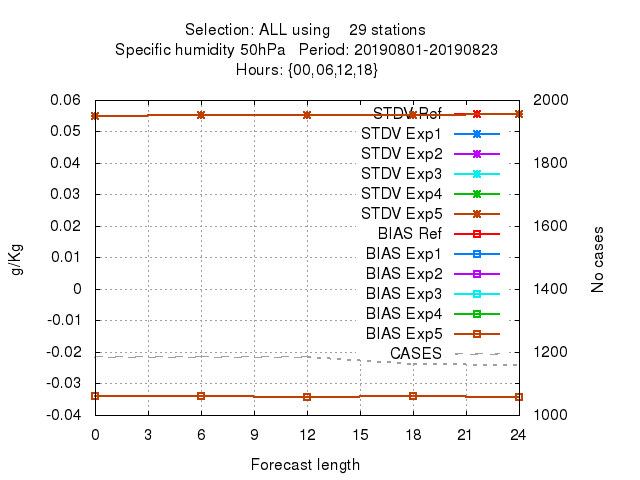 Selection: ALL using 29 stations
Specific humidity 50hPa Period: 20190801-20190823
Hours: {00,06,12,18}
0.06
0.05
0.04
0.03
0.02
0.01
0
-0.01
-0.02
-0.03
-0.04
g/Kg
2000
1800
1600
1400
1200
1000
No cases
STDV Ref
STDV Exp1
STDV Exp2
STDV Exp3
STDV Exp4
STDV Exp5
BIAS Ref
BIAS Exp1
BIAS Exp2
BIAS Exp3
BIAS Exp4
BIAS Exp5
CASES
0 3 6 9 12 15 18 21 24
Forecast length